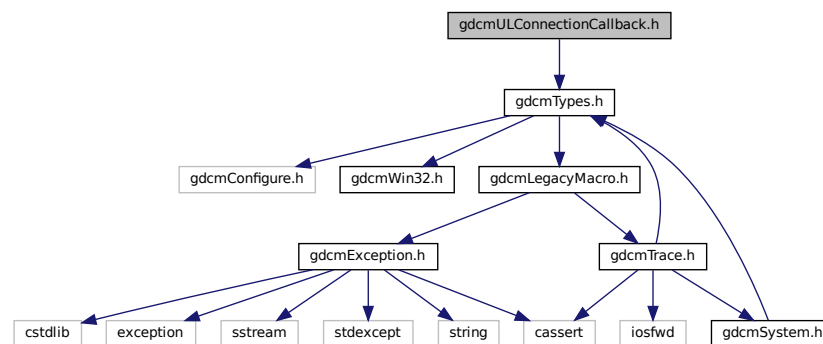 gdcmULConnectionCallback.h
gdcmTypes.h
gdcmConfigure.h
gdcmWin32.h
gdcmLegacyMacro.h
gdcmException.h
gdcmTrace.h
cstdlib
exception
sstream
stdexcept
string
cassert
iosfwd
gdcmSystem.h